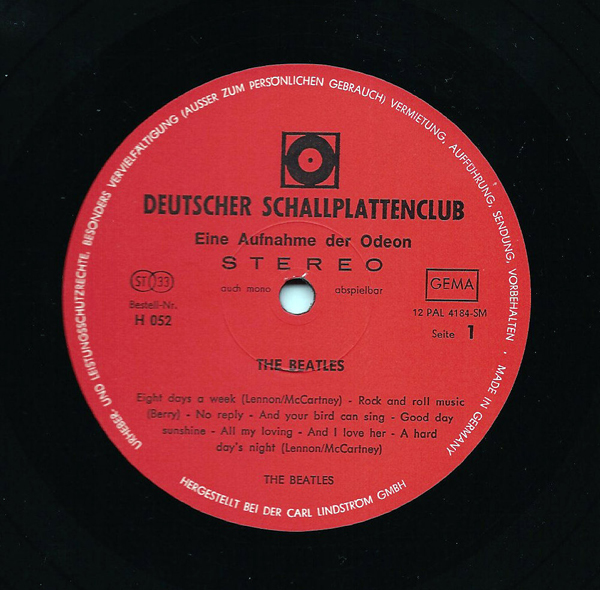 URHEBER- UND LEISTUNGSSCHUTZRECHTE, BESONDERS VERVIELFÄLTIGUNG (AUSSER ZUM PERSÖNLICHEN GEBRAUCH) VERMIETUNG, AUFFÜHRUNG, SENDUNG, VORBEHALTEN • MADE IN GERMANY
DEUTSCHER SCHALLPLATTENCLUB
Eine Aufnahme der Odeon
STEREO
ST 33
auch mono abspielbar
GEMA
Bestell-Nr.
H 052
12 PAL 4184-SM
Seite 1
THE BEATLES
Eight days a week (Lennon/McCartney) - Rock and roll music
(Berry) - No reply - And your bird can sing - Good day
sunshine - All my loving - And I love her - A hard
day's night (Lennon/McCartney)
THE BEATLES
HERGESTELLT BEI DER CARL LINDSTRÖM GMBH